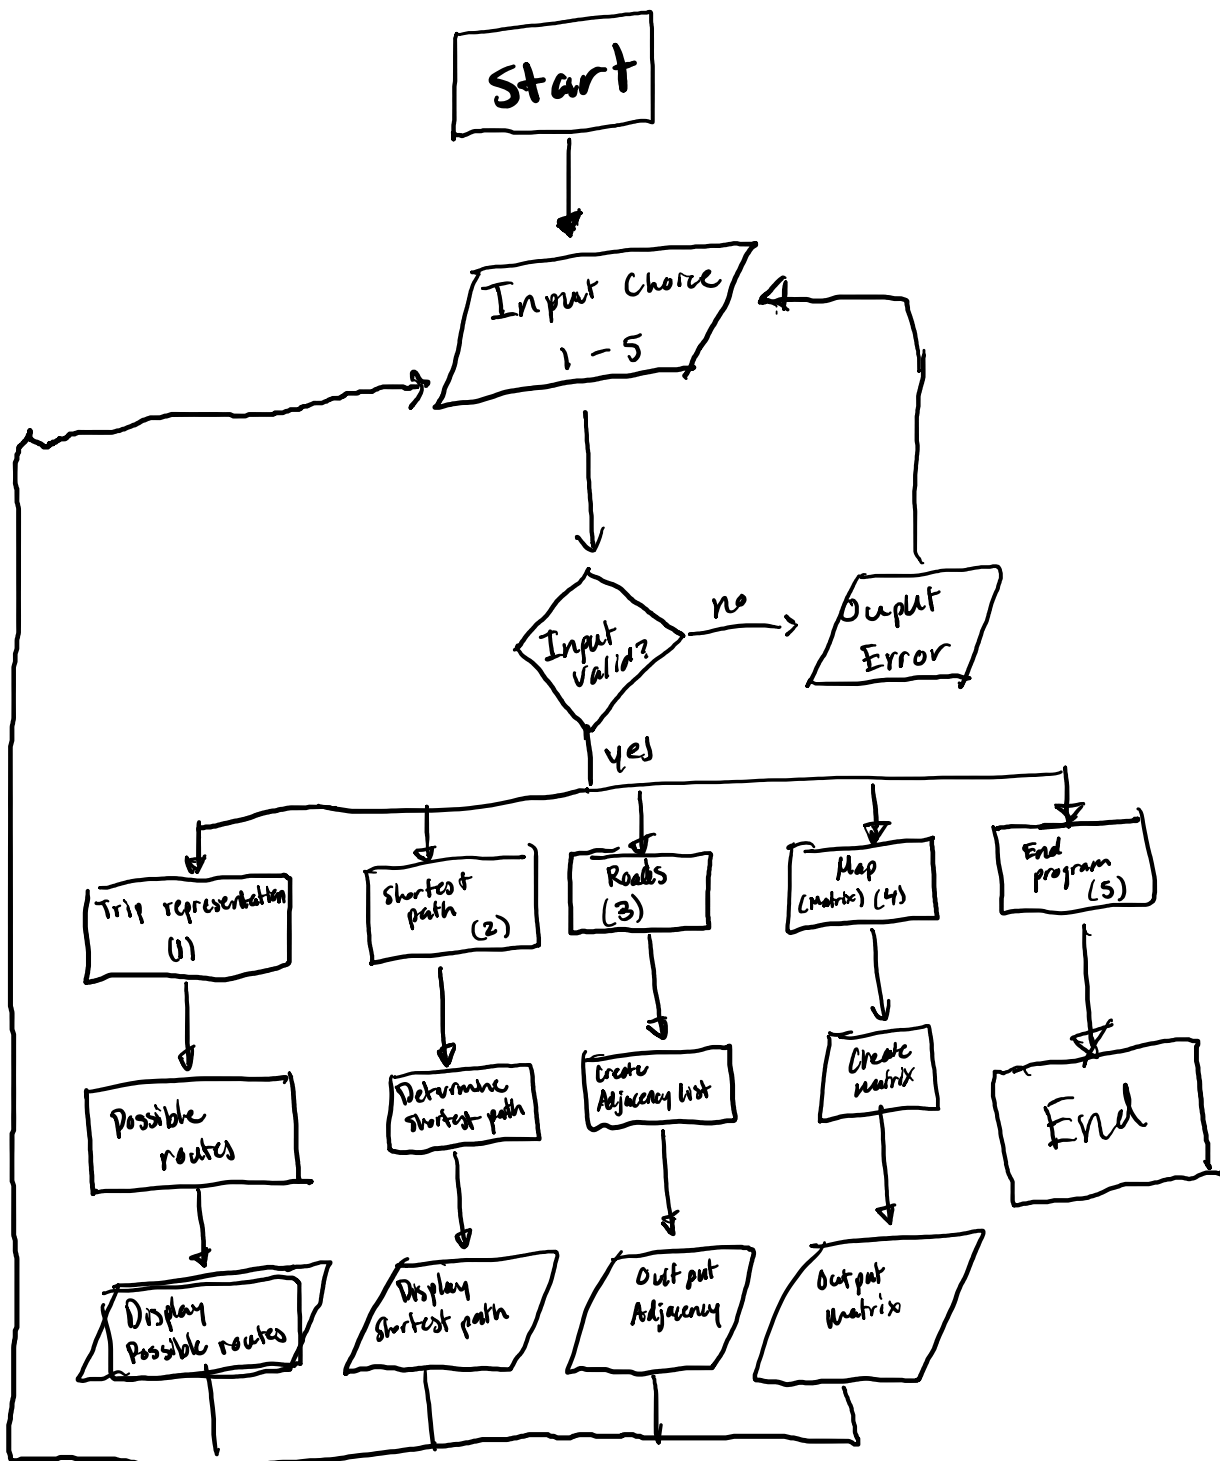 Start
Input Choice
1 - 5
Input
valid?
no
Ouput
Error
yes
Trip representation
(1)
Shortest
path
(2)
Roads
(3)
Map
(Matrix) (4)
End
program
(5)
Possible
routes
Determine
shortest path
Create
Adjacency list
Create
matrix
End
Display
Possible routes
Display
shortest path
Output
Adjacency
Output
matrix